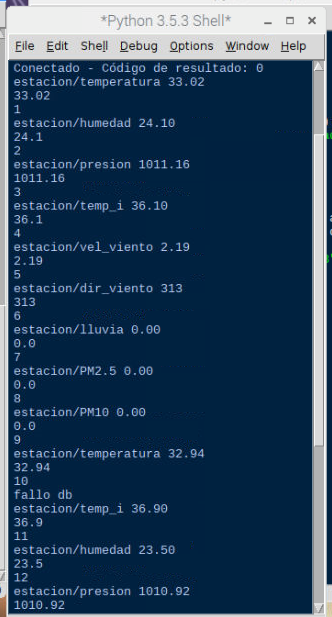 *Python 3.5.3 Shell*
File Edit Shell Debug Options Window Help
Conectado - Código de resultado: 0
estacion/temperatura 33.02
33.02
1
estacion/humedad 24.10
24.1
2
estacion/presion 1011.16
1011.16
3
estacion/temp_i 36.10
36.1
4
estacion/vel_viento 2.19
2.19
5
estacion/dir_viento 313
313
6
estacion/lluvia 0.00
0.0
7
estacion/PM2.5 0.00
0.0
8
estacion/PM10 0.00
0.0
9
estacion/temperatura 32.94
32.94
10
fallo db
estacion/temp_i 36.90
36.9
11
estacion/humedad 23.50
23.5
12
estacion/presion 1010.92
1010.92